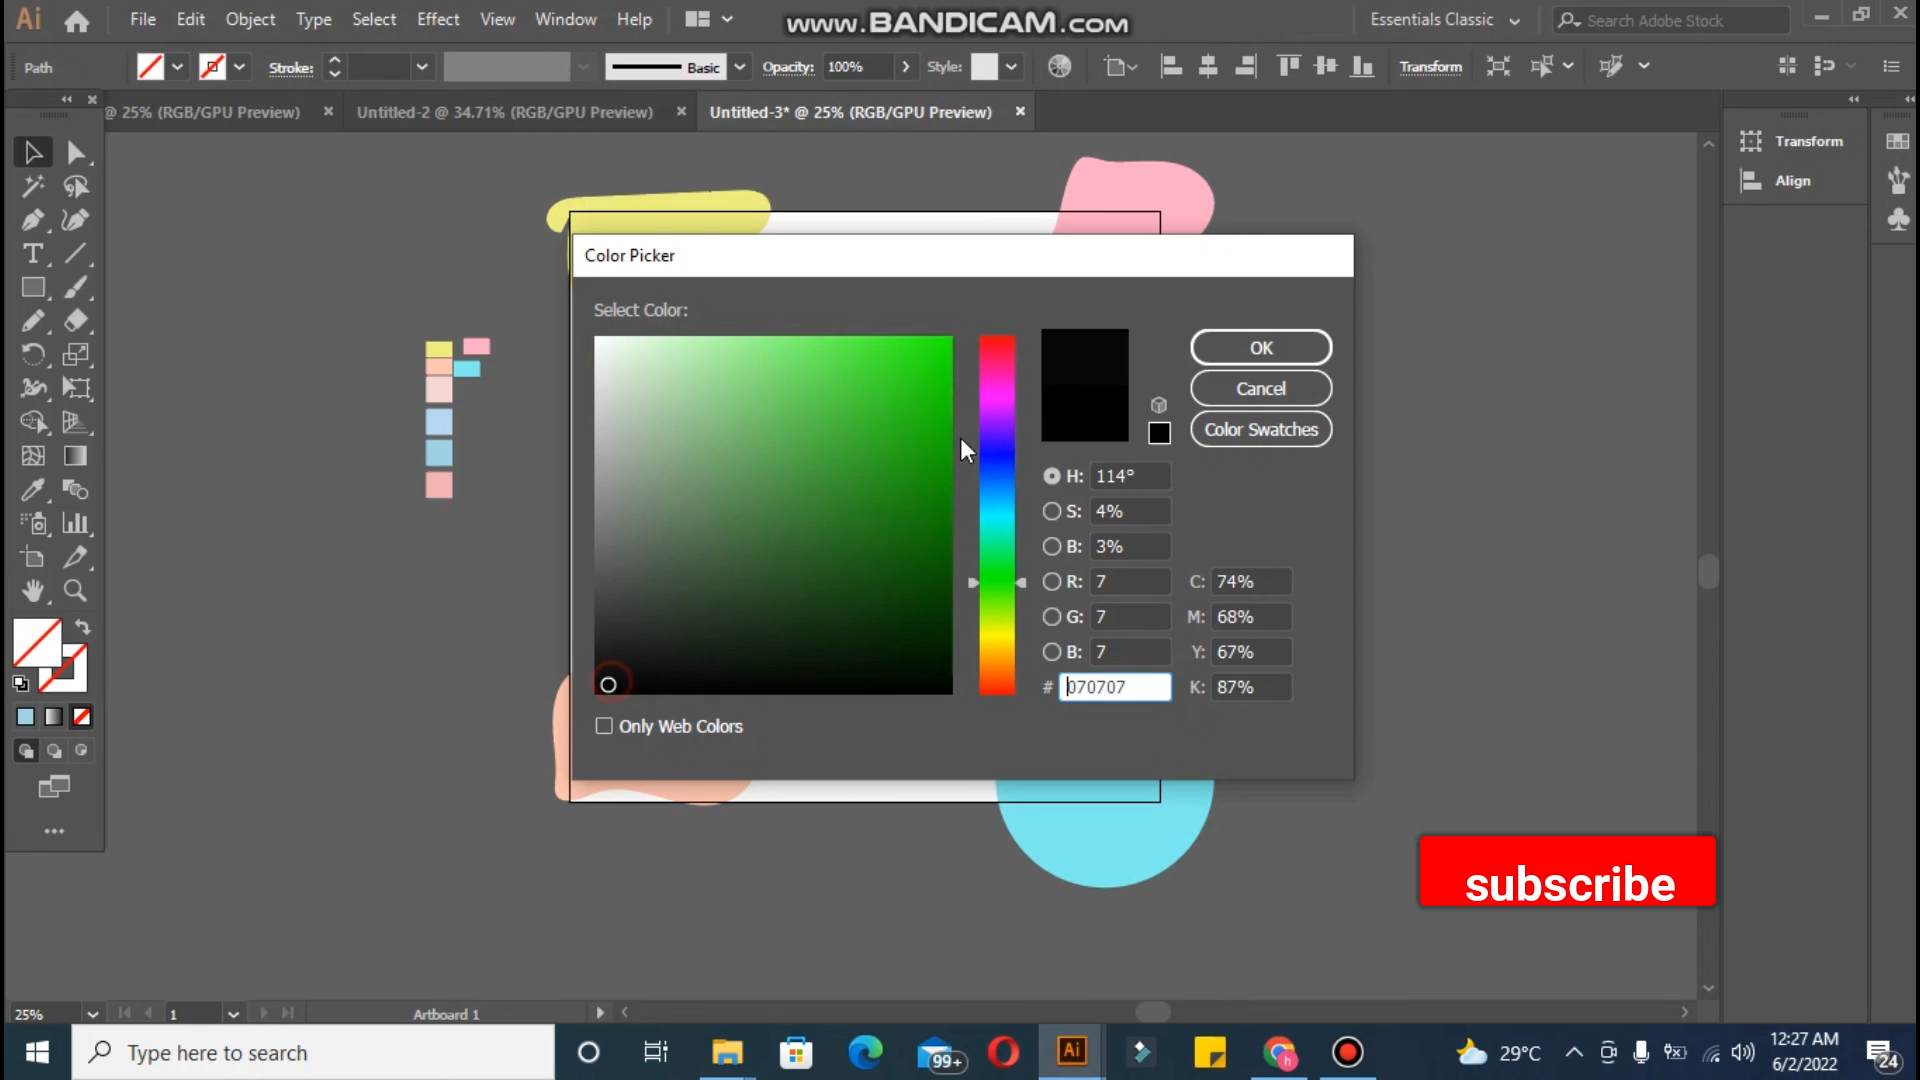 Ai File Edit Object Type Select Effect View Window Help www.BANDICAM.com Essentials Classic Search Adobe Stock
Path Stroke: Basic Opacity: 100% Style: Transform
@ 25% (RGB/GPU Preview) × Untitled-2 @ 34.71% (RGB/GPU Preview) × Untitled-3* @ 25% (RGB/GPU Preview) ×
Transform
Align
Color Picker
Select Color:
OK
Cancel
Color Swatches
H: 114°
S: 4%
B: 3%
R: 7 C: 74%
G: 7 M: 68%
B: 7 Y: 67%
# 070707 K: 87%
Only Web Colors
subscribe
25% 1 Artboard 1
Type here to search 99+ Ai h 29°C 12:27 AM
6/2/2022 24